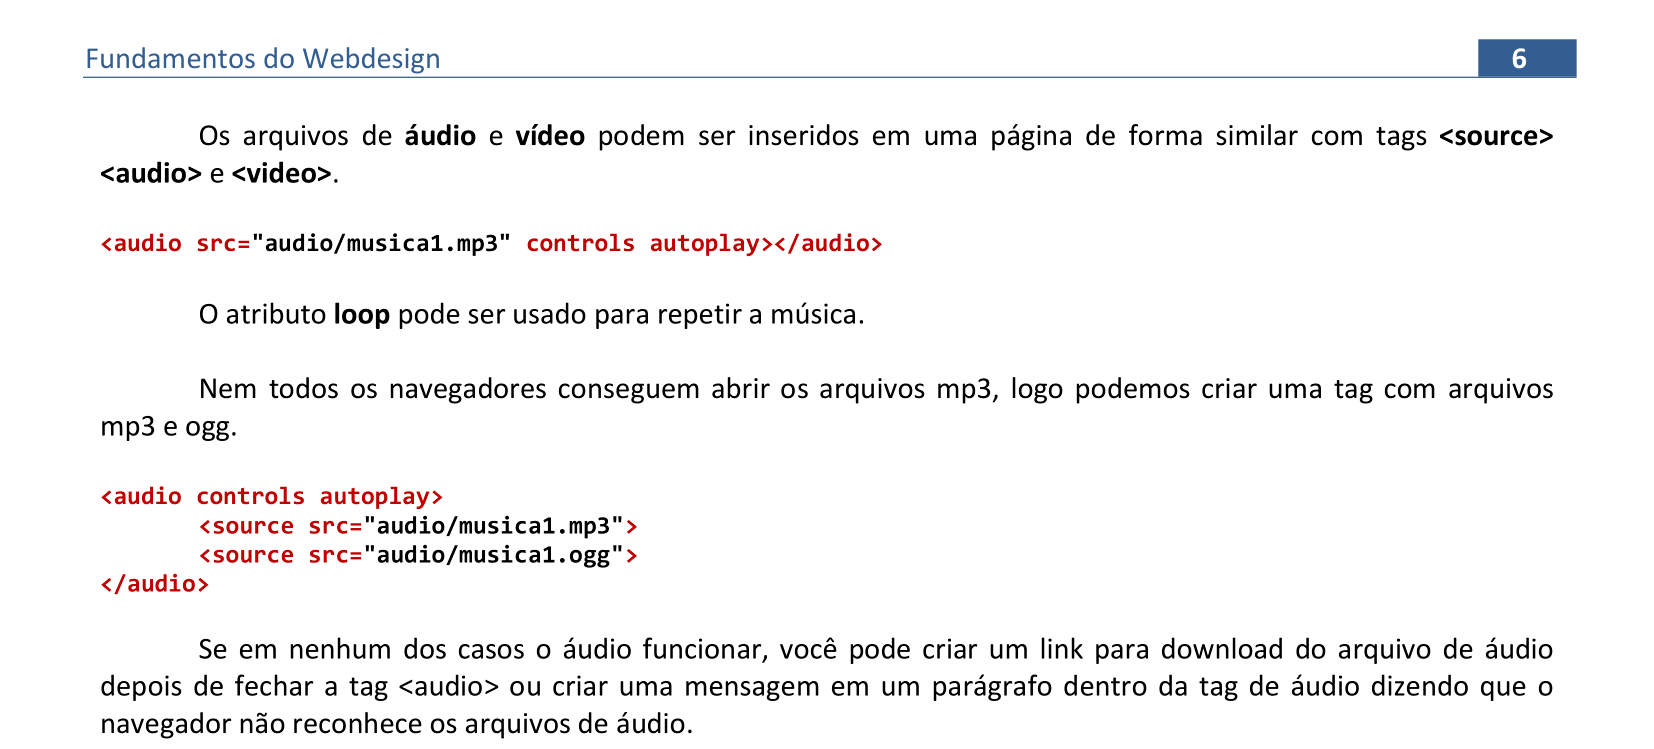 Fundamentos do Webdesign 6
Os arquivos de áudio e vídeo podem ser inseridos em uma página de forma similar com tags <source>
<audio> e <video>.
<audio src="audio/musica1.mp3" controls autoplay></audio>
O atributo loop pode ser usado para repetir a música.
Nem todos os navegadores conseguem abrir os arquivos mp3, logo podemos criar uma tag com arquivos
mp3 e ogg.
<audio controls autoplay>
<source src="audio/musica1.mp3">
<source src="audio/musica1.ogg">
</audio>
Se em nenhum dos casos o áudio funcionar, você pode criar um link para download do arquivo de áudio
depois de fechar a tag <audio> ou criar uma mensagem em um parágrafo dentro da tag de áudio dizendo que o
navegador não reconhece os arquivos de áudio.